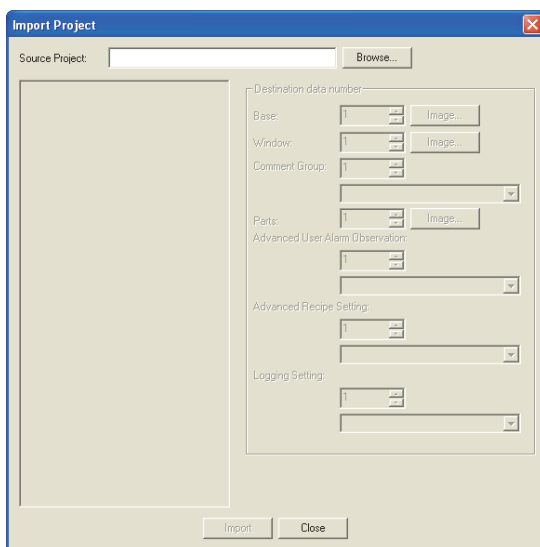 Import Project
Source Project: Browse...
Destination data number
Base: 1 Image...
Window: 1 Image...
Comment Group: 1
Parts: 1 Image...
Advanced User Alarm Observation:
1
Advanced Recipe Setting:
1
Logging Setting:
1
Import Close